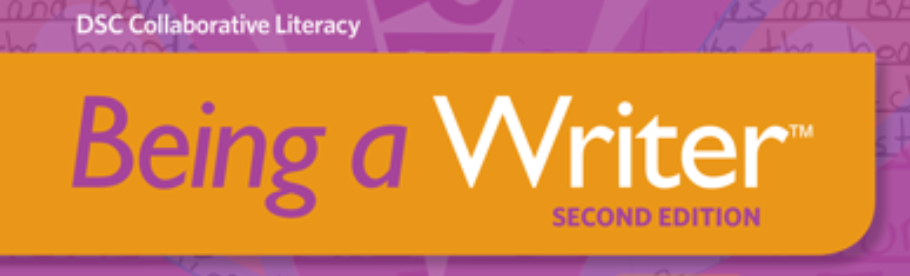 DSC Collaborative Literacy
Being a Writer™
SECOND EDITION